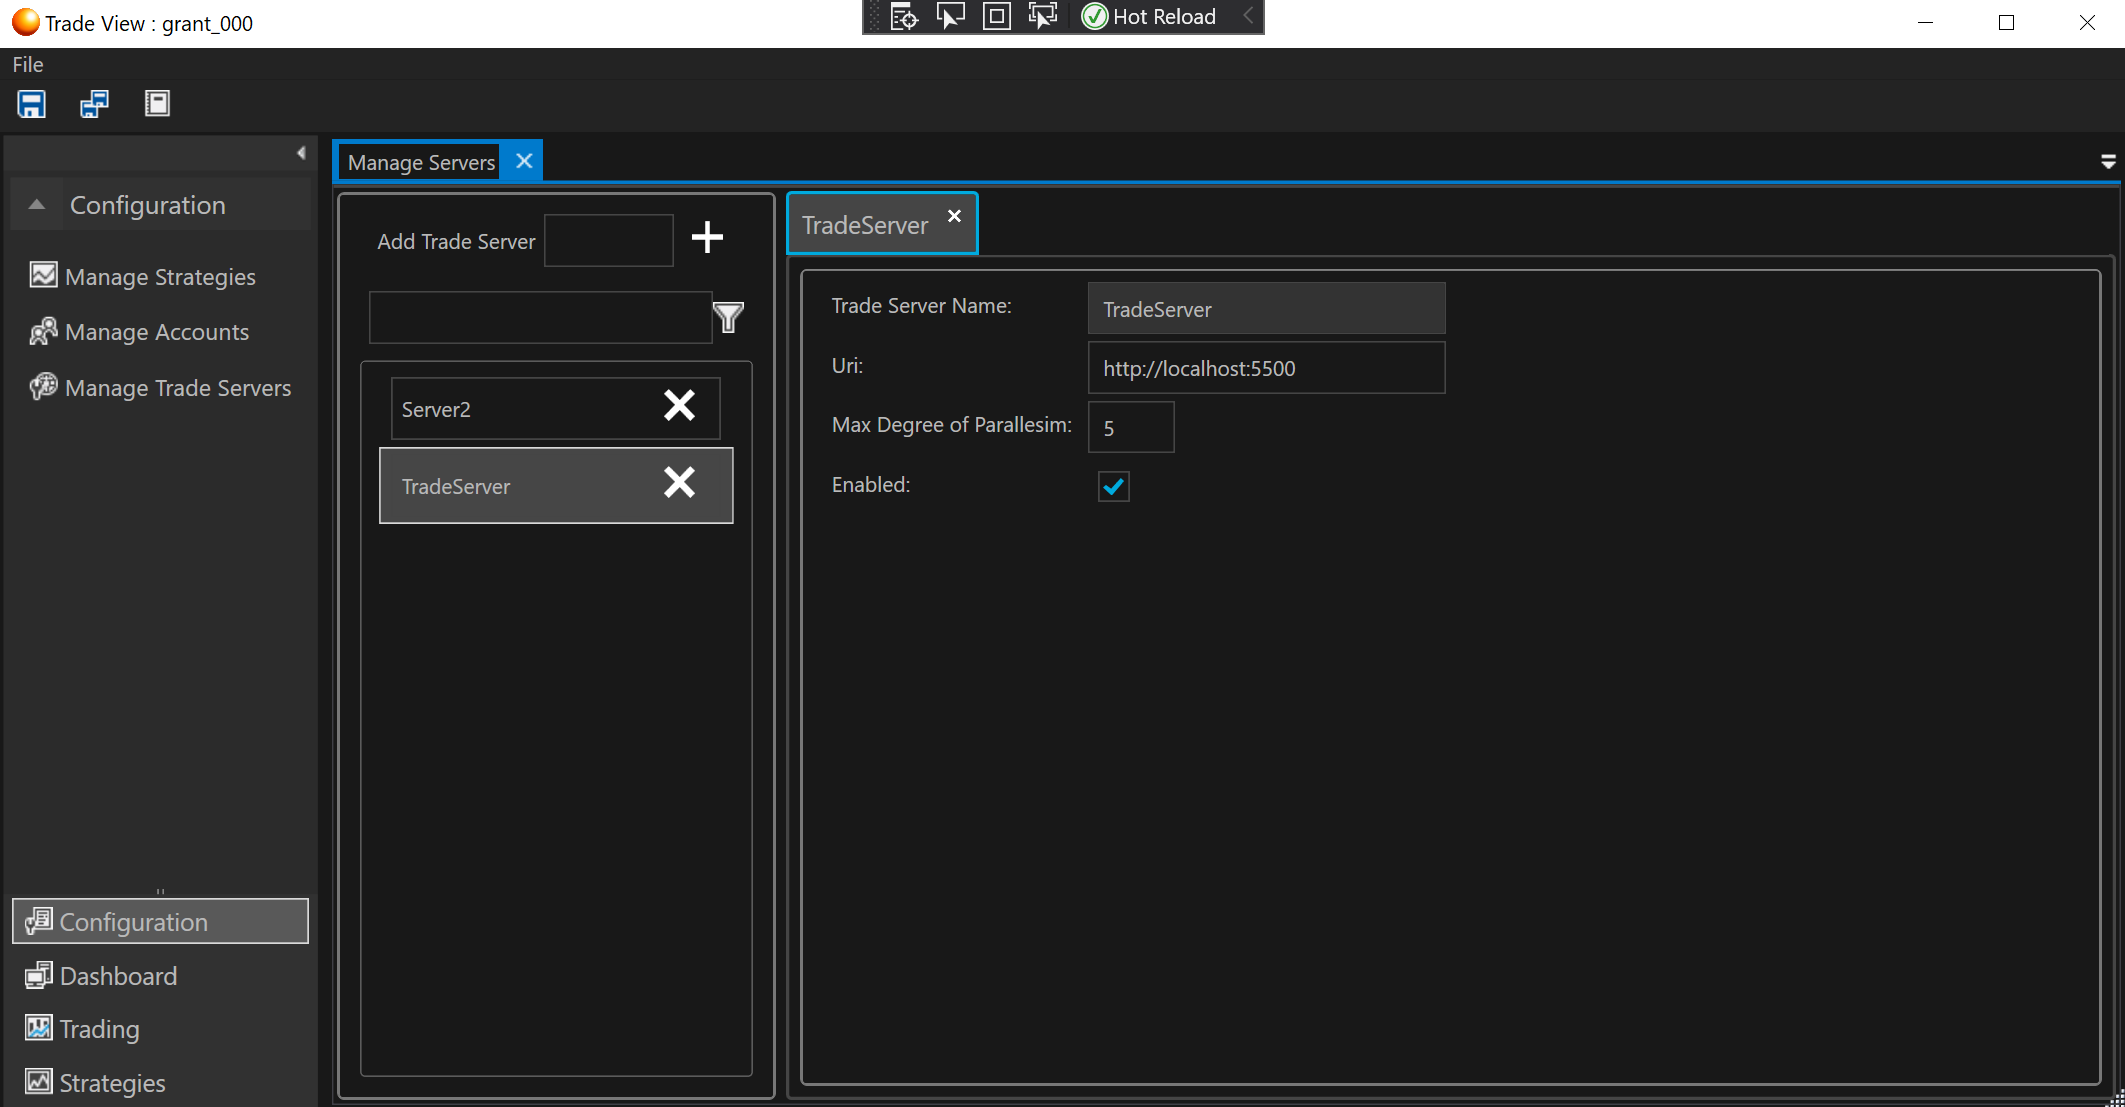 Trade View : grant_000
Hot Reload
File
Configuration
Manage Strategies
Manage Accounts
Manage Trade Servers
Configuration
Dashboard
Trading
Strategies
Manage Servers
Add Trade Server
Server2
TradeServer
TradeServer
Trade Server Name: TradeServer
Uri: http://localhost:5500
Max Degree of Parallesim: 5
Enabled: